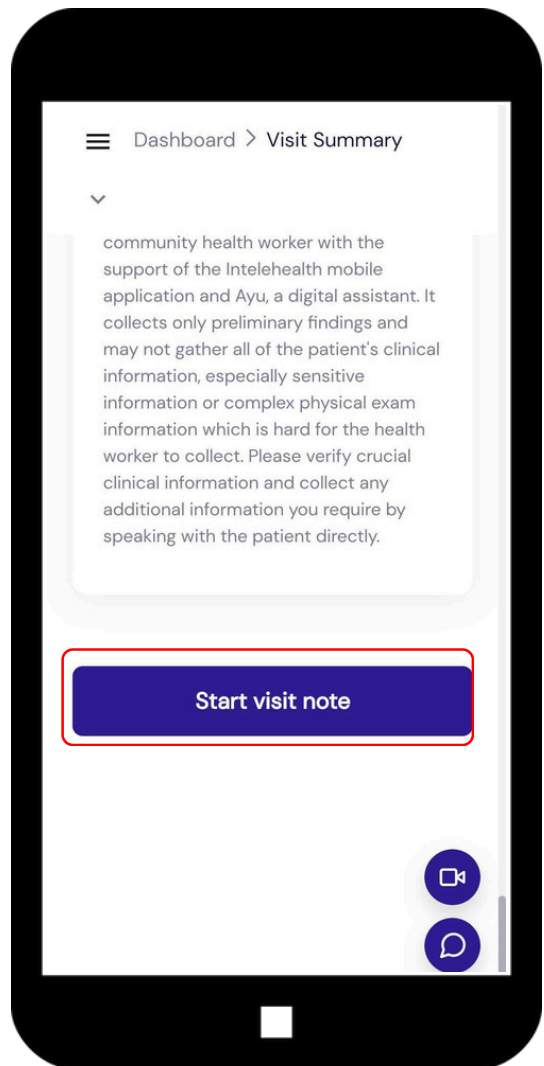 Dashboard > Visit Summary
community health worker with the
support of the Intelehealth mobile
application and Ayu, a digital assistant. It
collects only preliminary findings and
may not gather all of the patient's clinical
information, especially sensitive
information or complex physical exam
information which is hard for the health
worker to collect. Please verify crucial
clinical information and collect any
additional information you require by
speaking with the patient directly.
Start visit note